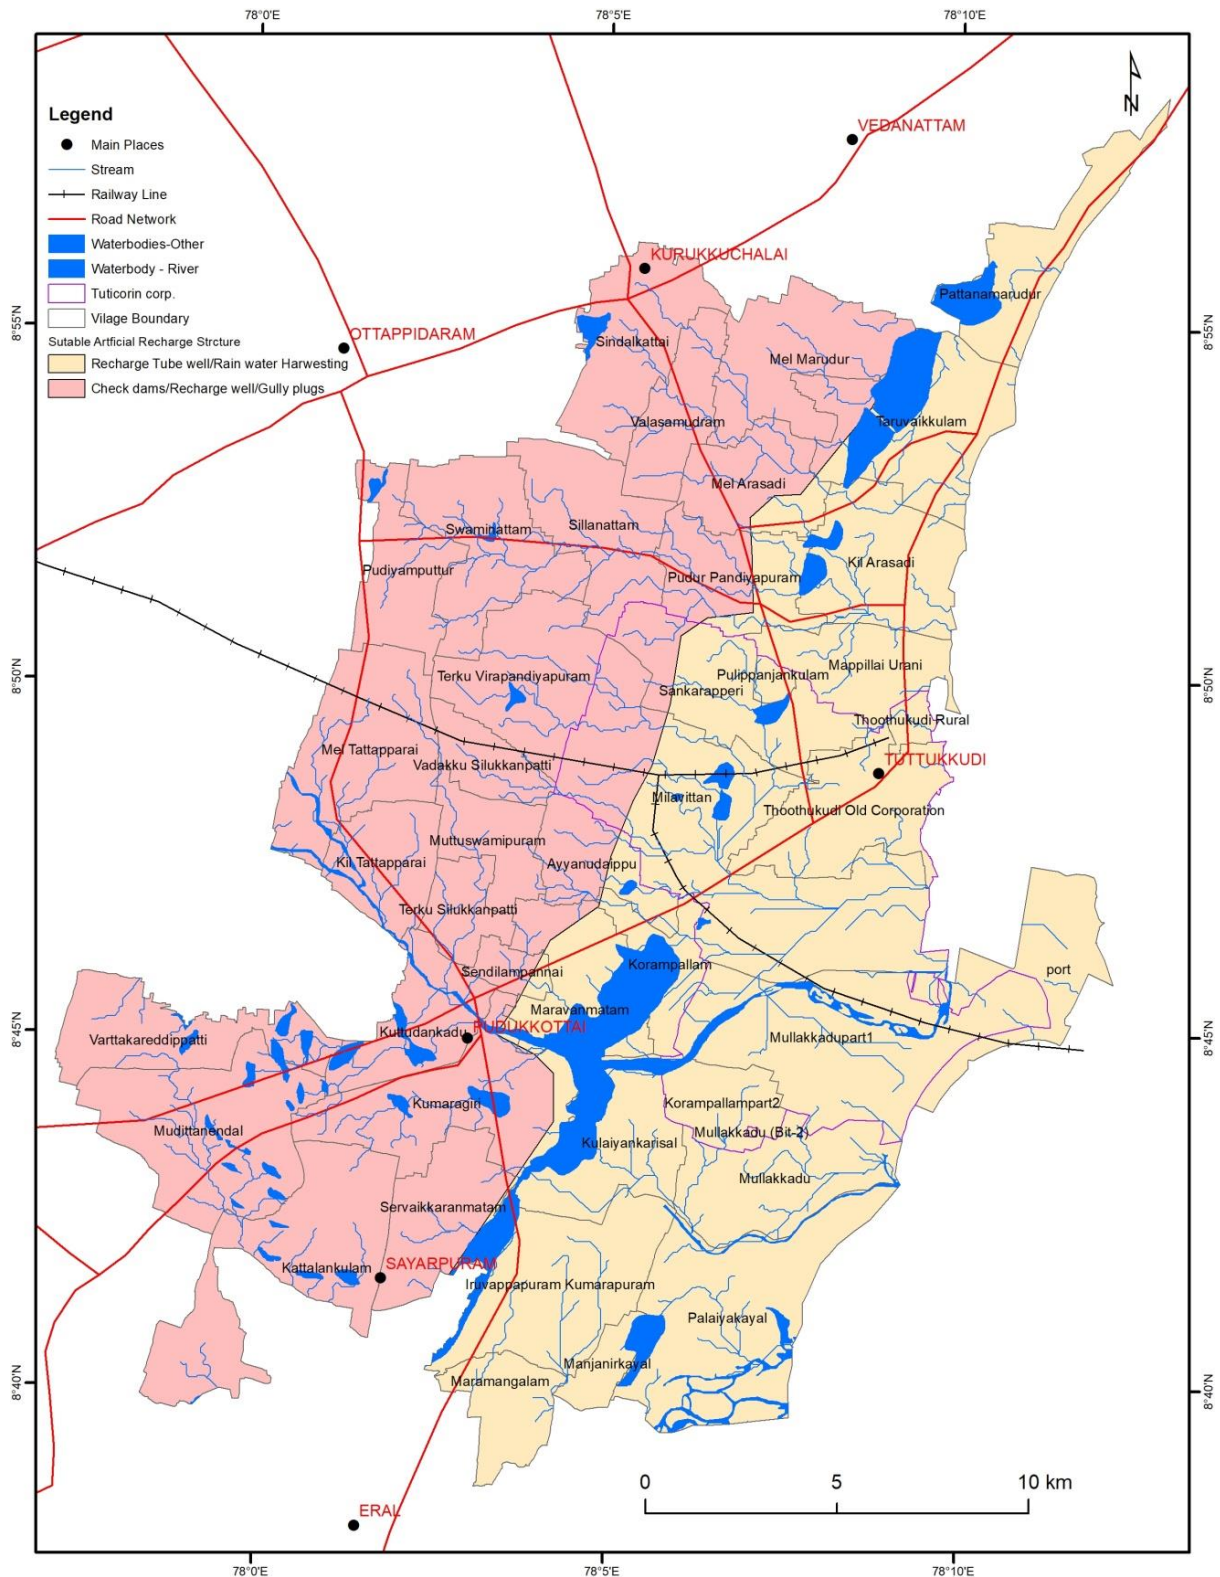 78°0'E
78°5'E
78°10'E
N
Legend
Main Places
Stream
Railway Line
Road Network
Waterbodies-Other
Waterbody - River
Tuticorin corp.
Vilage Boundary
Sutable Artficial Recharge Strcture
Recharge Tube well/Rain water Harwesting
Check dams/Recharge well/Gully plugs
VEDANATTAM
KURUKKUCHALAI
Pattanamarudur
8°55'N
8°55'N
OTTAPPIDARAM
Sindalkattai
Mel Marudur
Valasamudram
Taruvaikkulam
Mel Arasadi
Swaminattam
Sillanattam
Pudiyamputtur
Pudur Pandiyapuram
Kil Arasadi
8°50'N
8°50'N
Terku Virapandiyapuram
Pulippanjankulam
Mappillai Urani
Sankarapperi
Thoothukudi Rural
Mel Tattapparai
Vadakku Silukkanpatti
TUTTUKKUDI
Milavittan
Thoothukudi Old Corporation
Muttuswamipuram
Kil Tattapparai
Ayyanudaippu
Terku Silukkanpatti
Sendilampannai
Korampallam
port
Maravanmatam
8°45'N
8°45'N
Varttakareddippatti
Kuttudankadu
PUDUKKOTTAI
Mullakkadupart1
Kumaragiri
Korampallampart2
Mudittanendal
Mullakkadu (Bit-2)
Kulaiyankarisal
Mullakkadu
Servaikkaranmatam
Kattalankulam
SAYARPURAM
Iruvappapuram Kumarapuram
Palaiyakayal
Manjanirkayal
Maramangalam
8°40'N
8°40'N
0 5 10 km
ERAL
78°0'E
78°5'E
78°10'E